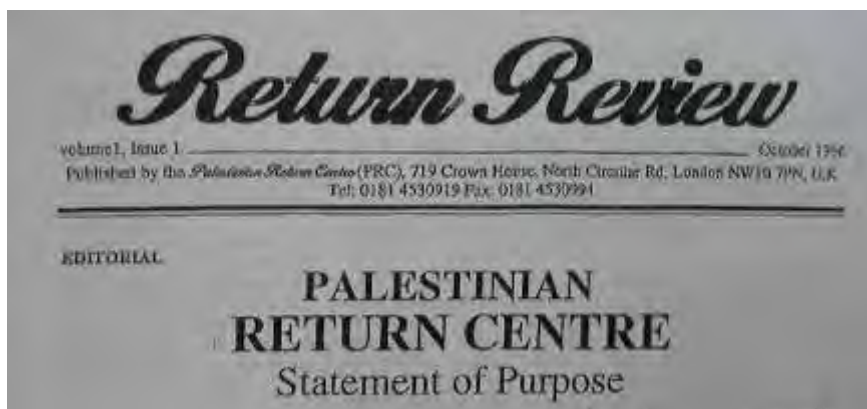 Return Review
volume1, Issue 1 October 1996
Published by the Palestinian Return Centre (PRC), 719 Crown House, North Circular Rd, London NW10 7PN, U.K
Tel: 0181 4530919 Fax: 0181 4530994
EDITORIAL
PALESTINIAN
RETURN CENTRE
Statement of Purpose